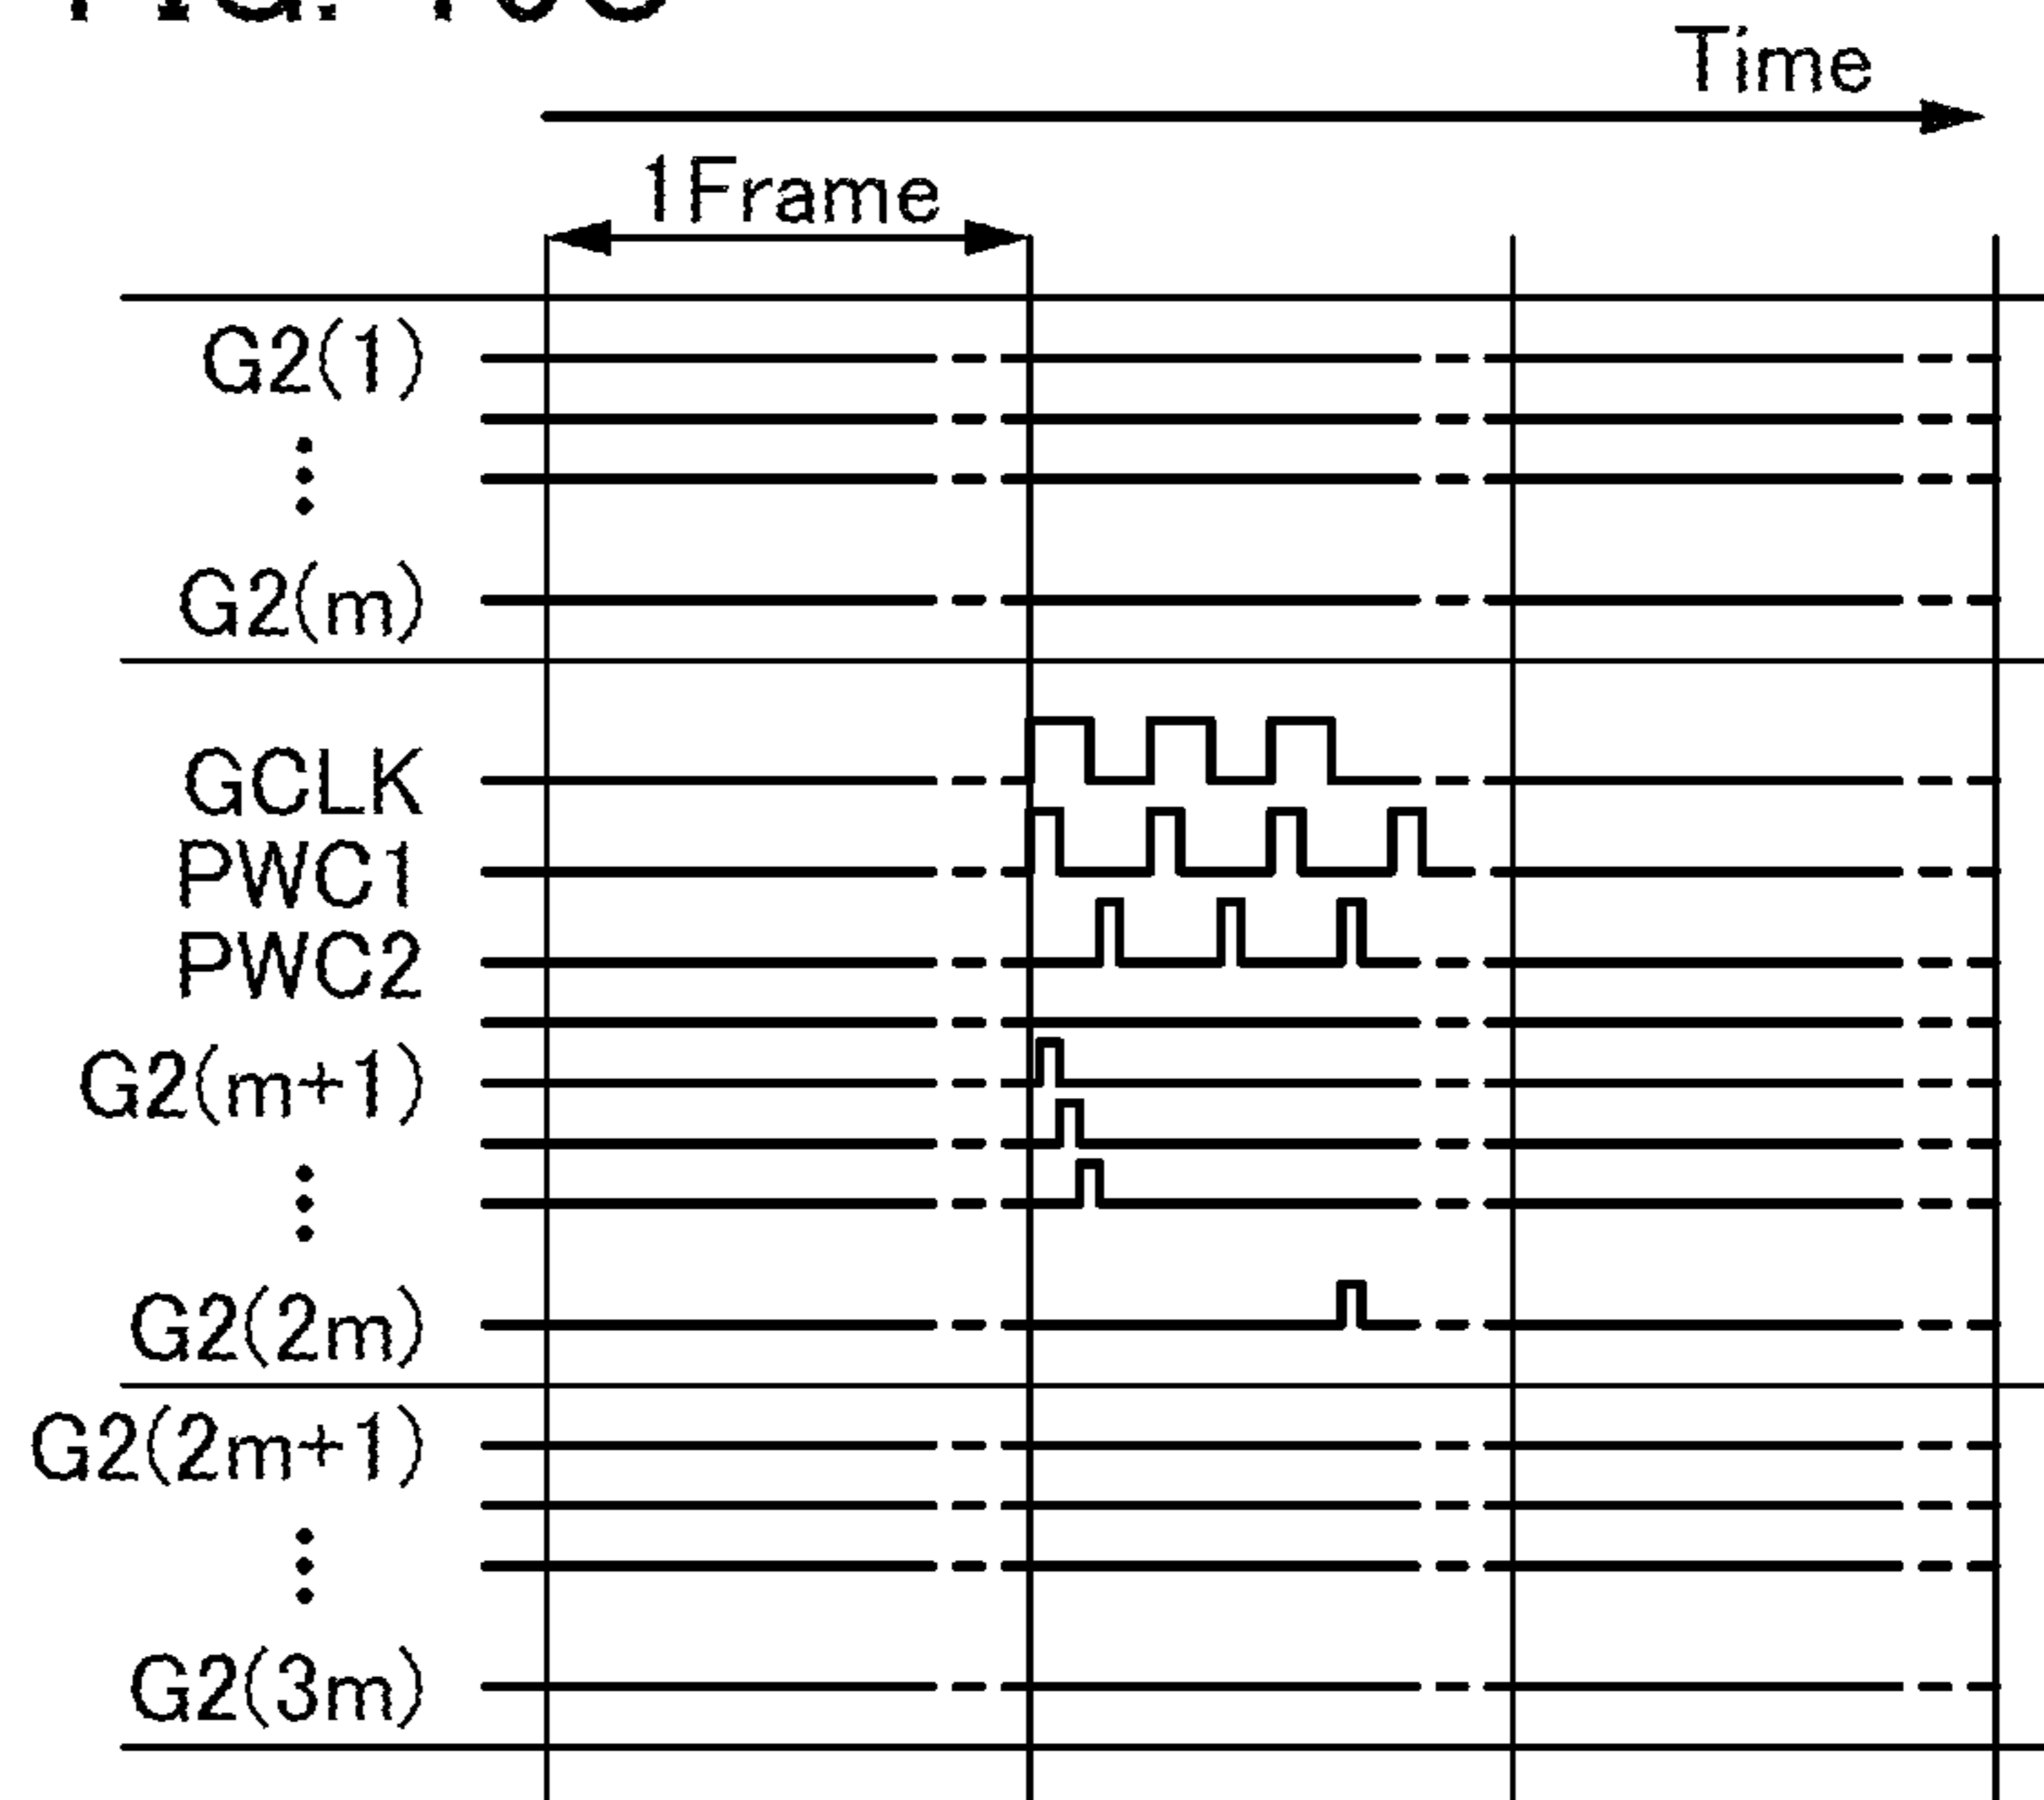 Time
1Frame
G2(1)
G2(m)
GCLK
PWC1
PWC2
G2(m+1)
G2(2m)
G2(2m+1)
G2(3m)